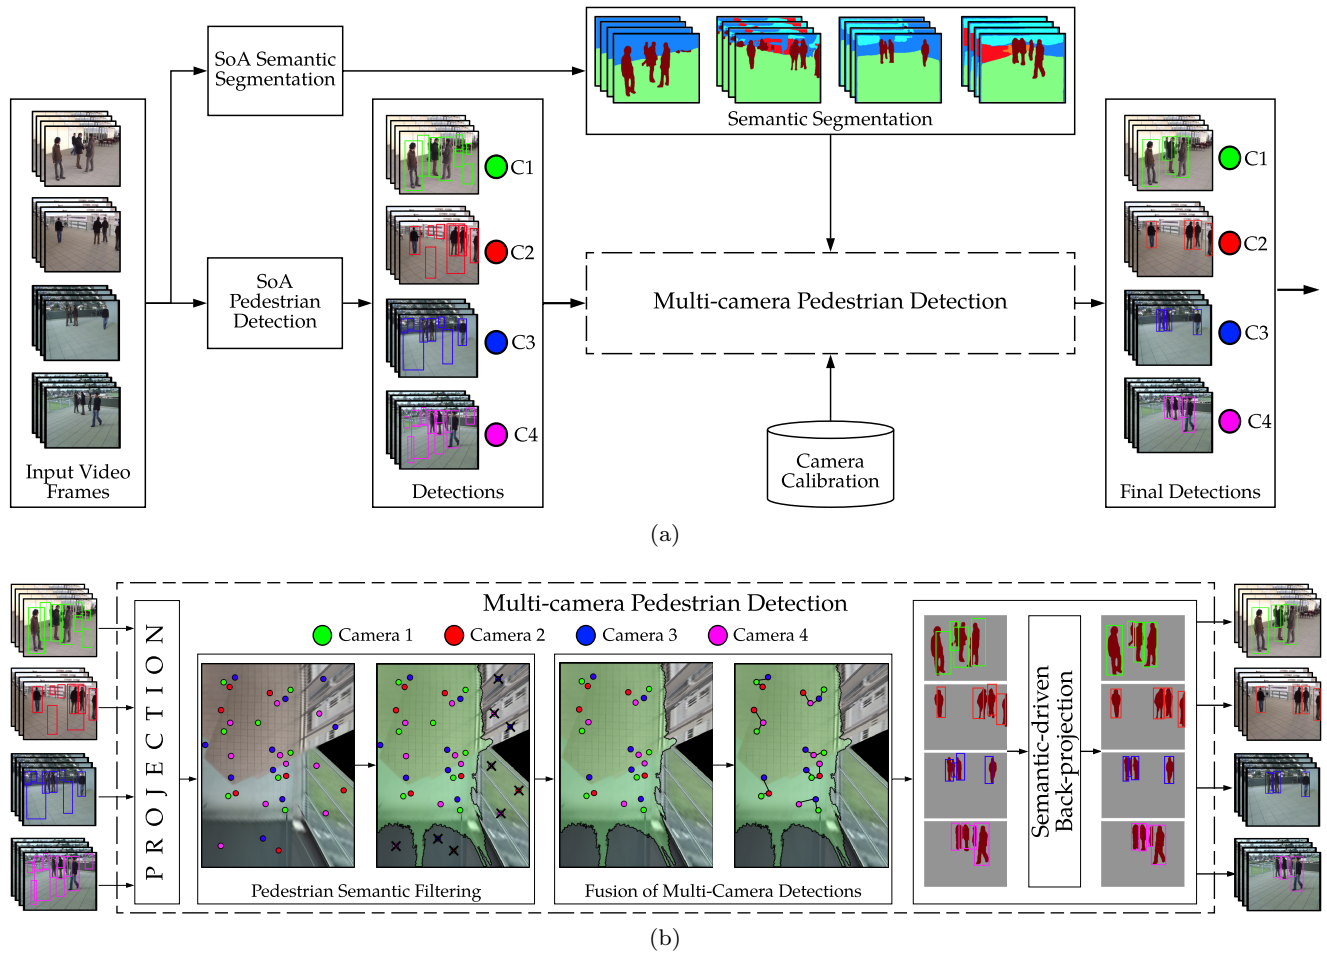 SoA Semantic
Segmentation
Semantic Segmentation
C1
C2
C3
C4
SoA
Pedestrian
Detection
Multi-camera Pedestrian Detection
C1
C2
C3
C4
Input Video
Frames
Detections
Camera
Calibration
Final Detections
(a)
Multi-camera Pedestrian Detection
Camera 1
Camera 2
Camera 3
Camera 4
PROJECTION
Semantic-driven
Back-projection
Pedestrian Semantic Filtering
Fusion of Multi-Camera Detections
(b)